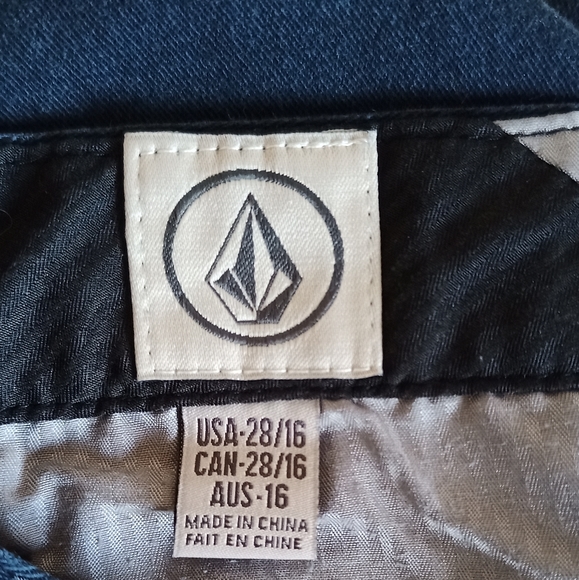 USA-28/16
CAN-28/16
AUS-16
MADE IN CHINA
FAIT EN CHINE